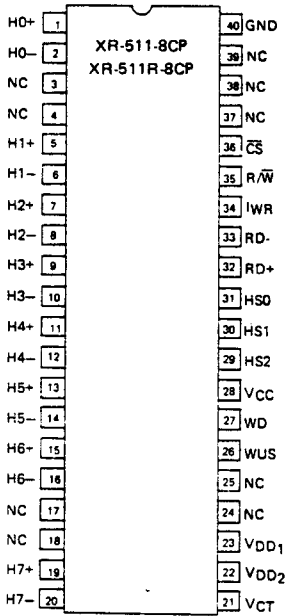 XR-511-8CP
XR-511R-8CP
H0+ 1
H0− 2
NC 3
NC 4
H1+ 5
H1− 6
H2+ 7
H2− 8
H3+ 9
H3− 10
H4+ 11
H4− 12
H5+ 13
H5− 14
H6+ 15
H6− 16
NC 17
NC 18
H7+ 19
H7− 20
40 GND
39 NC
38 NC
37 NC
36 C̅S̅
35 R/W̅
34 IWR
33 RD-
32 RD+
31 HS0
30 HS1
29 HS2
28 VCC
27 WD
26 WUS
25 NC
24 NC
23 VDD1
22 VDD2
21 VCT